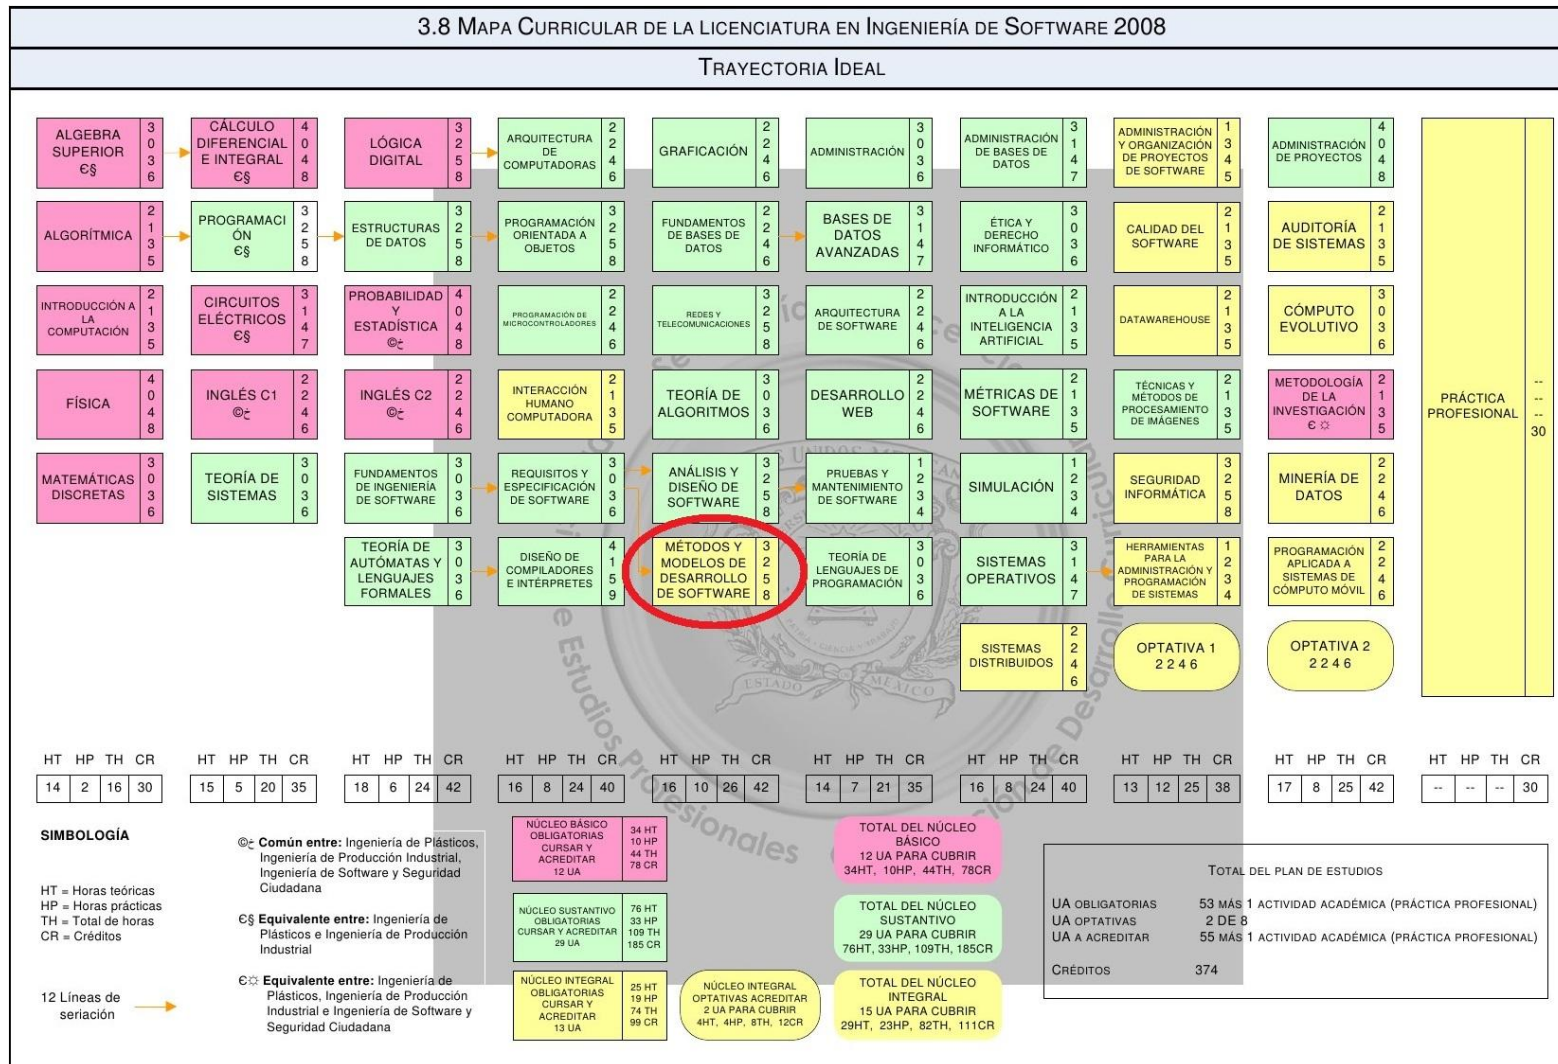 3.8 MAPA CURRICULAR DE LA LICENCIATURA EN INGENIERÍA DE SOFTWARE 2008
TRAYECTORIA IDEAL
ALGEBRA
SUPERIOR
€§
3
0
3
6
CÁLCULO
DIFERENCIAL
E INTEGRAL
€§
4
0
4
8
LÓGICA
DIGITAL
3
2
5
8
ARQUITECTURA
DE
COMPUTADORAS
2
2
4
6
GRAFICACIÓN
2
2
4
6
ADMINISTRACIÓN
3
0
3
6
ADMINISTRACIÓN
DE BASES DE
DATOS
3
1
4
7
ADMINISTRACIÓN
Y ORGANIZACIÓN
DE PROYECTOS
DE SOFTWARE
1
3
4
5
ADMINISTRACIÓN
DE PROYECTOS
4
0
4
8
ALGORÍTMICA
2
1
3
5
PROGRAMACI
ÓN
€§
3
2
5
8
ESTRUCTURAS
DE DATOS
3
2
5
8
PROGRAMACIÓN
ORIENTADA A
OBJETOS
3
2
5
8
FUNDAMENTOS
DE BASES DE
DATOS
2
2
4
6
BASES DE
DATOS
AVANZADAS
3
1
4
7
ÉTICA Y
DERECHO
INFORMÁTICO
3
0
3
6
CALIDAD DEL
SOFTWARE
2
1
3
5
AUDITORÍA
DE SISTEMAS
2
1
3
5
INTRODUCCIÓN A
LA
COMPUTACIÓN
2
1
3
5
CIRCUITOS
ELÉCTRICOS
€§
3
1
4
7
PROBABILIDAD
Y
ESTADÍSTICA
©خ
4
0
4
8
PROGRAMACIÓN DE
MICROCONTROLADORES
2
2
4
6
REDES Y
TELECOMUNICACIONES
3
2
5
8
ARQUITECTURA
DE SOFTWARE
2
2
4
6
INTRODUCCIÓN
A LA
INTELIGENCIA
ARTIFICIAL
2
1
3
5
DATAWAREHOUSE
2
1
3
5
CÓMPUTO
EVOLUTIVO
3
0
3
6
FÍSICA
4
0
4
8
INGLÉS C1
©خ
2
2
4
6
INGLÉS C2
©خ
2
2
4
6
INTERACCIÓN
HUMANO
COMPUTADORA
2
1
3
5
TEORÍA DE
ALGORITMOS
3
0
3
6
DESARROLLO
WEB
2
2
4
6
MÉTRICAS DE
SOFTWARE
2
1
3
5
TÉCNICAS Y
MÉTODOS DE
PROCESAMIENTO
DE IMÁGENES
2
1
3
5
METODOLOGÍA
DE LA
INVESTIGACIÓN
€☼
2
1
3
5
PRÁCTICA
PROFESIONAL
--
--
--
30
MATEMÁTICAS
DISCRETAS
3
0
3
6
TEORÍA DE
SISTEMAS
3
0
3
6
FUNDAMENTOS
DE INGENIERÍA
DE SOFTWARE
3
0
3
6
REQUISITOS Y
ESPECIFICACIÓN
DE SOFTWARE
3
0
3
6
ANÁLISIS Y
DISEÑO DE
SOFTWARE
3
2
5
8
PRUEBAS Y
MANTENIMIENTO
DE SOFTWARE
1
2
3
4
SIMULACIÓN
1
2
3
4
SEGURIDAD
INFORMÁTICA
3
2
5
8
MINERÍA DE
DATOS
2
2
4
6
TEORÍA DE
AUTÓMATAS Y
LENGUAJES
FORMALES
3
0
3
6
DISEÑO DE
COMPILADORES
E INTÉRPRETES
4
1
5
9
MÉTODOS Y
MODELOS DE
DESARROLLO
DE SOFTWARE
3
2
5
8
TEORÍA DE
LENGUAJES DE
PROGRAMACIÓN
3
0
3
6
SISTEMAS
OPERATIVOS
3
1
4
7
HERRAMIENTAS
PARA LA
ADMINISTRACIÓN Y
PROGRAMACIÓN
DE SISTEMAS
1
2
3
4
PROGRAMACIÓN
APLICADA A
SISTEMAS DE
CÓMPUTO MÓVIL
2
2
4
6
SISTEMAS
DISTRIBUIDOS
2
2
4
6
OPTATIVA 1
2 2 4 6
OPTATIVA 2
2 2 4 6
HT HP TH CR HT HP TH CR HT HP TH CR HT HP TH CR HT HP TH CR HT HP TH CR HT HP TH CR HT HP TH CR HT HP TH CR HT HP TH CR
14 2 16 30 15 5 20 35 18 6 24 42 16 8 24 40 16 10 26 42 14 7 21 35 16 8 24 40 13 12 25 38 17 8 25 42 -- -- -- 30
SIMBOLOGÍA
HT = Horas teóricas
HP = Horas prácticas
TH = Total de horas
CR = Créditos
12 Líneas de
seriación
©خ Común entre: Ingeniería de Plásticos,
Ingeniería de Producción Industrial,
Ingeniería de Software y Seguridad
Ciudadana
€§ Equivalente entre: Ingeniería de
Plásticos e Ingeniería de Producción
Industrial
€☼ Equivalente entre: Ingeniería de
Plásticos, Ingeniería de Producción
Industrial e Ingeniería de Software y
Seguridad Ciudadana
NÚCLEO BÁSICO
OBLIGATORIAS
CURSAR Y
ACREDITAR
12 UA
34 HT
10 HP
44 TH
78 CR
TOTAL DEL NÚCLEO
BÁSICO
12 UA PARA CUBRIR
34HT, 10HP, 44TH, 78CR
NÚCLEO SUSTANTIVO
OBLIGATORIAS
CURSAR Y ACREDITAR
29 UA
76 HT
33 HP
109 TH
185 CR
TOTAL DEL NÚCLEO
SUSTANTIVO
29 UA PARA CUBRIR
76HT, 33HP, 109TH, 185CR
NÚCLEO INTEGRAL
OBLIGATORIAS
CURSAR Y
ACREDITAR
13 UA
25 HT
19 HP
74 TH
99 CR
NÚCLEO INTEGRAL
OPTATIVAS ACREDITAR
2 UA PARA CUBRIR
4HT, 4HP, 8TH, 12CR
TOTAL DEL NÚCLEO
INTEGRAL
15 UA PARA CUBRIR
29HT, 23HP, 82TH, 111CR
TOTAL DEL PLAN DE ESTUDIOS
UA OBLIGATORIAS 53 MÁS 1 ACTIVIDAD ACADÉMICA (PRÁCTICA PROFESIONAL)
UA OPTATIVAS 2 DE 8
UA A ACREDITAR 55 MÁS 1 ACTIVIDAD ACADÉMICA (PRÁCTICA PROFESIONAL)
CRÉDITOS 374
e Estudios Profesionales
ESTADO MÉXICO